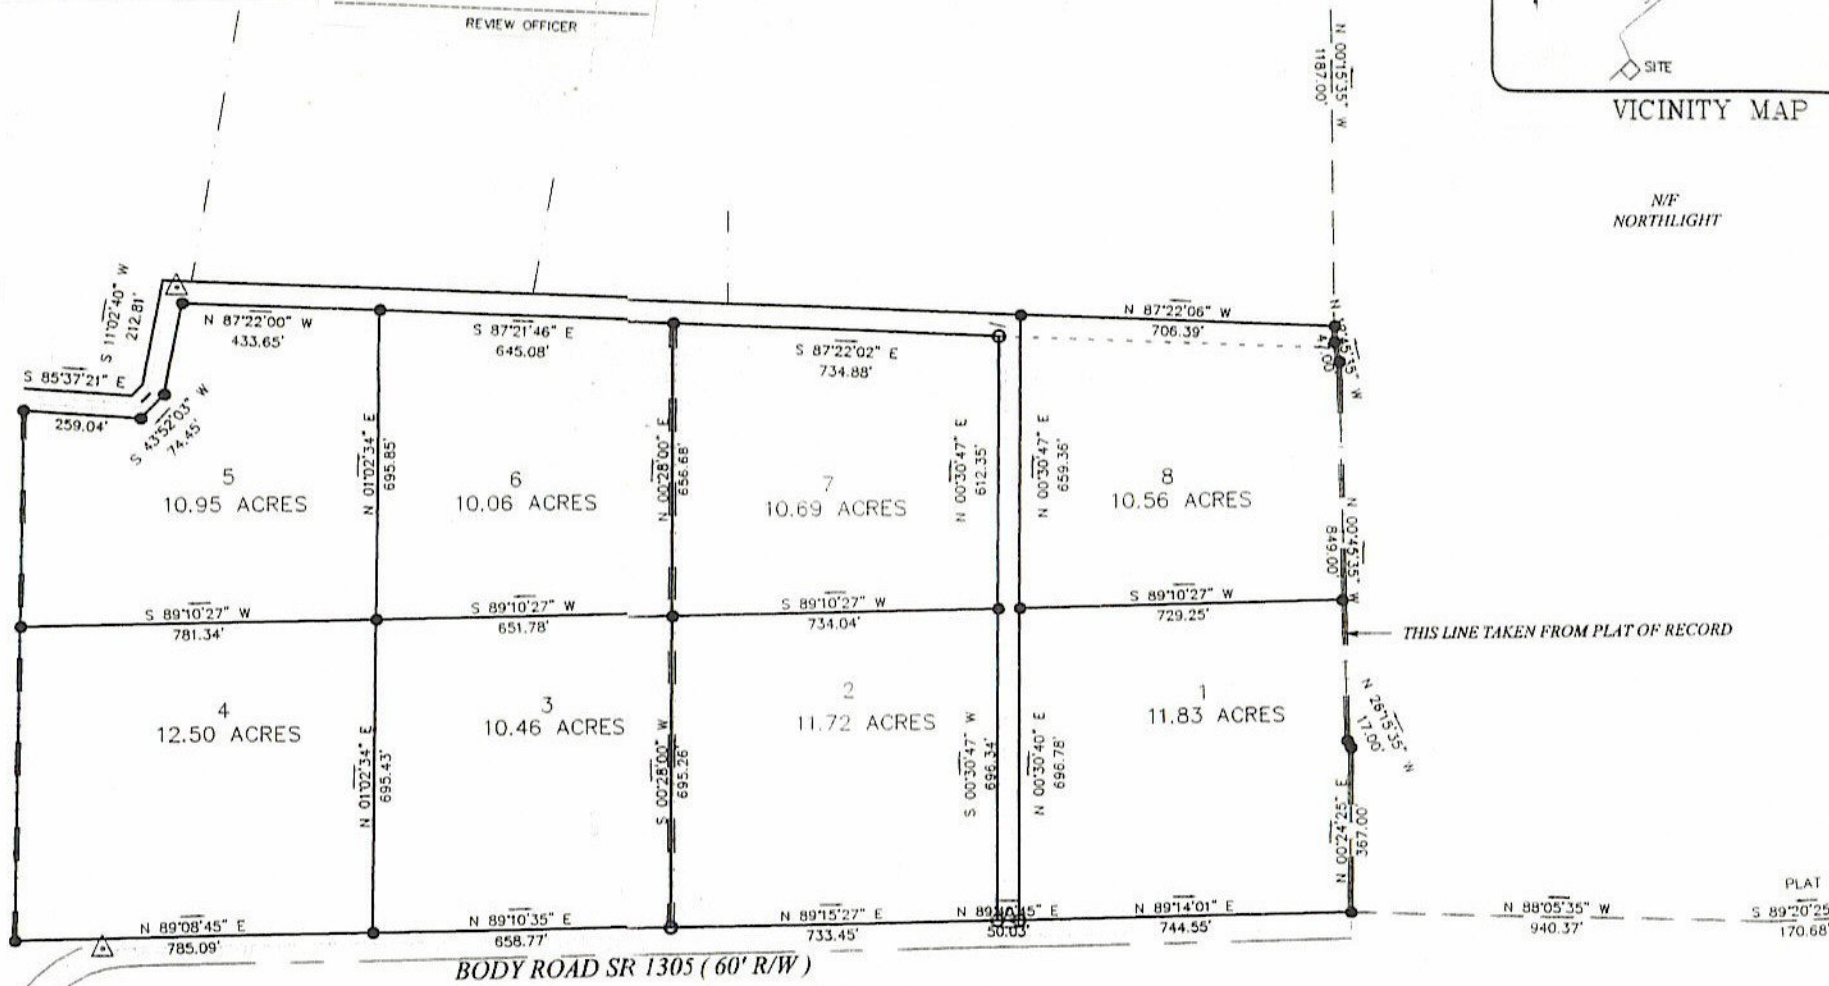 REVIEW OFFICER
N 00°15'35" W
1187.00'
SITE
VICINITY MAP
N/F
NORTHLIGHT
S 11°02'40" W
212.81'
N 87°22'00" W
433.65'
S 87°21'46" E
645.08'
S 87°22'02" E
734.88'
N 87°22'06" W
706.39'
S 85°37'21" E
259.04'
S 43°52'03" W
74.45'
N 01°02'34" E
695.85'
N 00°28'00" E
656.68'
N 00°30'47" E
612.35'
N 00°30'47" E
659.36'
5
10.95 ACRES
6
10.06 ACRES
7
10.69 ACRES
8
10.56 ACRES
N 00°45'35" W
849.00'
S 89°10'27" W
781.34'
S 89°10'27" W
651.78'
S 89°10'27" W
734.04'
S 89°10'27" W
729.25'
THIS LINE TAKEN FROM PLAT OF RECORD
4
12.50 ACRES
3
10.46 ACRES
2
11.72 ACRES
1
11.83 ACRES
N 26°15'35" W
17.00'
N 01°02'34" E
695.43'
S 00°28'00" W
695.26'
S 00°30'47" W
696.34'
N 00°30'40" E
696.78'
N 00°24'25" E
367.00'
N 89°08'45" E
785.09'
N 89°10'35" E
658.77'
N 89°15'27" E
733.45'
50.03'
N 89°14'01" E
744.55'
N 88°05'35" W
940.37'
PLAT
S 89°20'25
170.68'
BODY ROAD SR 1305 ( 60' R/W )